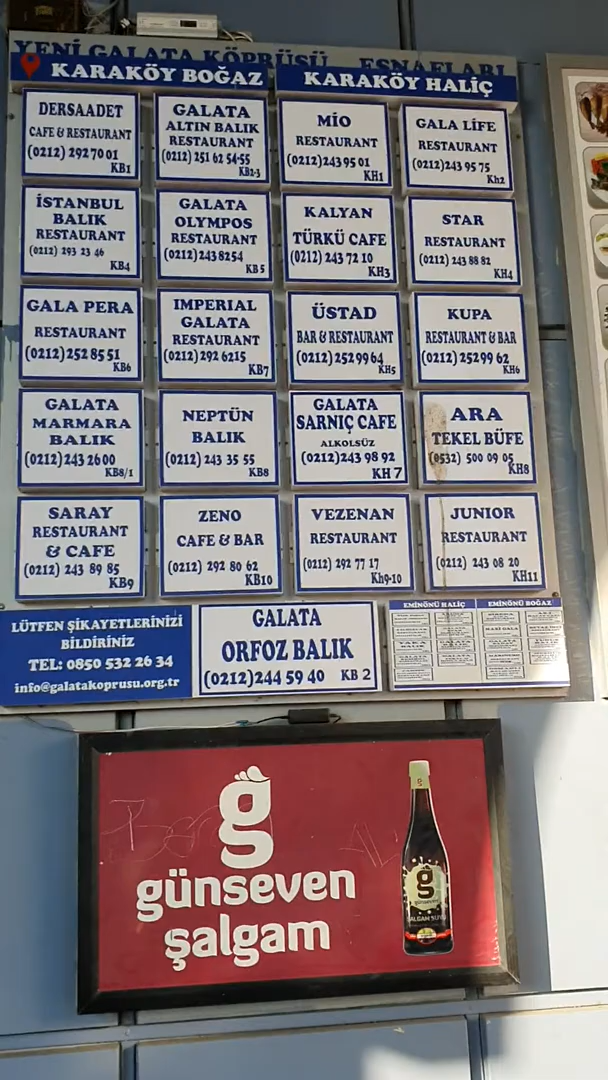 YENİ GALATA KÖPRÜSÜ ESNAFLARI
KARAKÖY BOĞAZ
KARAKÖY HALİÇ
DERSAADET
CAFE & RESTAURANT
(0212) 292 70 01
KB1
GALATA
ALTIN BALIK
RESTAURANT
(0212) 251 62 54-55
KB2-3
MİO
RESTAURANT
(0212)243 95 01
KH1
GALA LİFE
RESTAURANT
(0212)243 95 75
Kh2
İSTANBUL
BALIK
RESTAURANT
(0212) 293 23 46
KB4
GALATA
OLYMPOS
RESTAURANT
(0212) 243 82 54
KB5
KALYAN
TÜRKÜ CAFE
(0212) 243 72 10
KH3
STAR
RESTAURANT
(0212) 243 88 82
KH4
GALA PERA
RESTAURANT
(0212)252 85 51
KB6
IMPERIAL
GALATA
RESTAURANT
(0212) 292 6215
KB7
ÜSTAD
BAR & RESTAURANT
(0212) 252 99 64
KH5
KUPA
RESTAURANT & BAR
(0212) 252 99 62
KH6
GALATA
MARMARA
BALIK
(0212) 243 26 00
KB8/1
NEPTÜN
BALIK
(0212) 243 35 55
KB8
GALATA
SARNIÇ CAFE
ALKOLSÜZ
(0212)243 98 92
KH 7
ARA
TEKEL BÜFE
(0532) 500 09 05
KH8
SARAY
RESTAURANT
& CAFE
(0212) 243 89 85
KB9
ZENO
CAFE & BAR
(0212) 292 80 62
KB10
VEZENAN
RESTAURANT
(0212) 292 77 17
Kh9-10
JUNIOR
RESTAURANT
(0212) 243 08 20
KH11
LÜTFEN ŞİKAYETLERİNİZİ
BİLDİRİNİZ
TEL: 0850 532 26 34
info@galatakoprusu.org.tr
GALATA
ORFOZ BALIK
(0212)244 59 40 KB 2
EMİNÖNÜ HALİÇ
EMİNÖNÜ BOĞAZ
g
günseven
şalgam
g
günseven
ŞALGAM SUYU